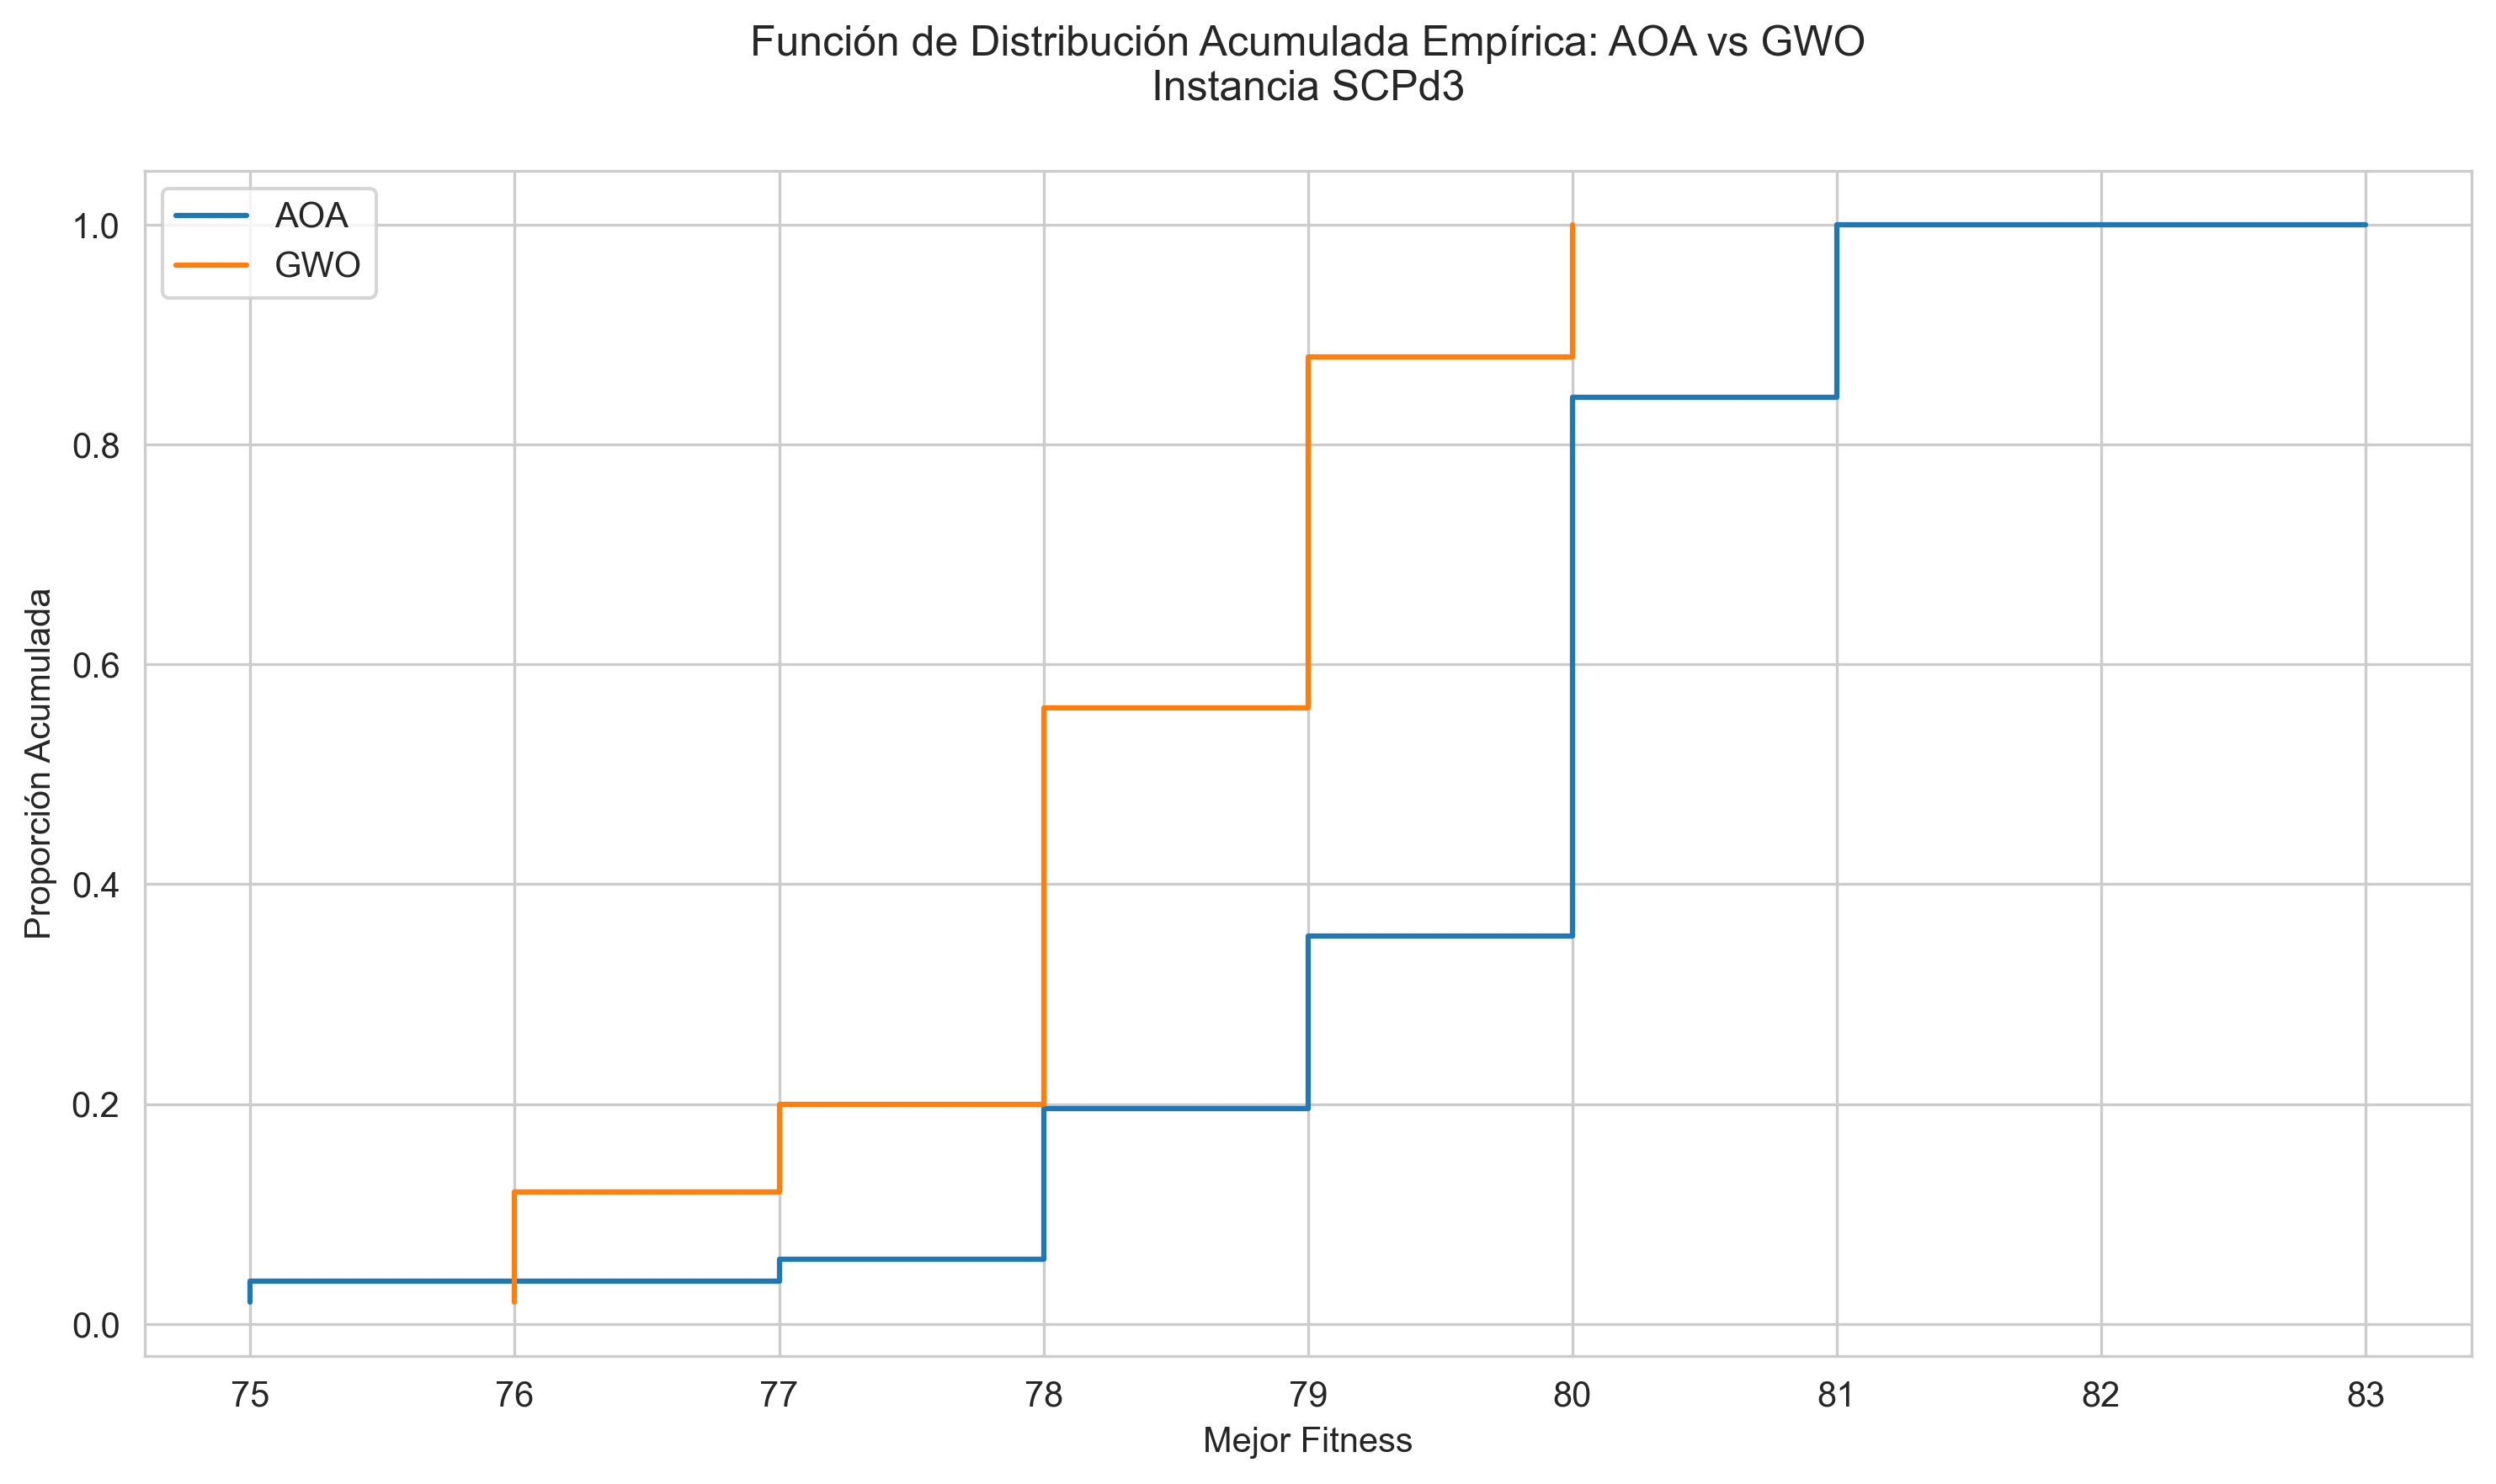 Función de Distribución Acumulada Empírica: AOA vs GWO
Instancia SCPd3
AOA
GWO
1.0
0.8
0.6
0.4
0.2
0.0
Proporción Acumulada
75 76 77 78 79 80 81 82 83
Mejor Fitness